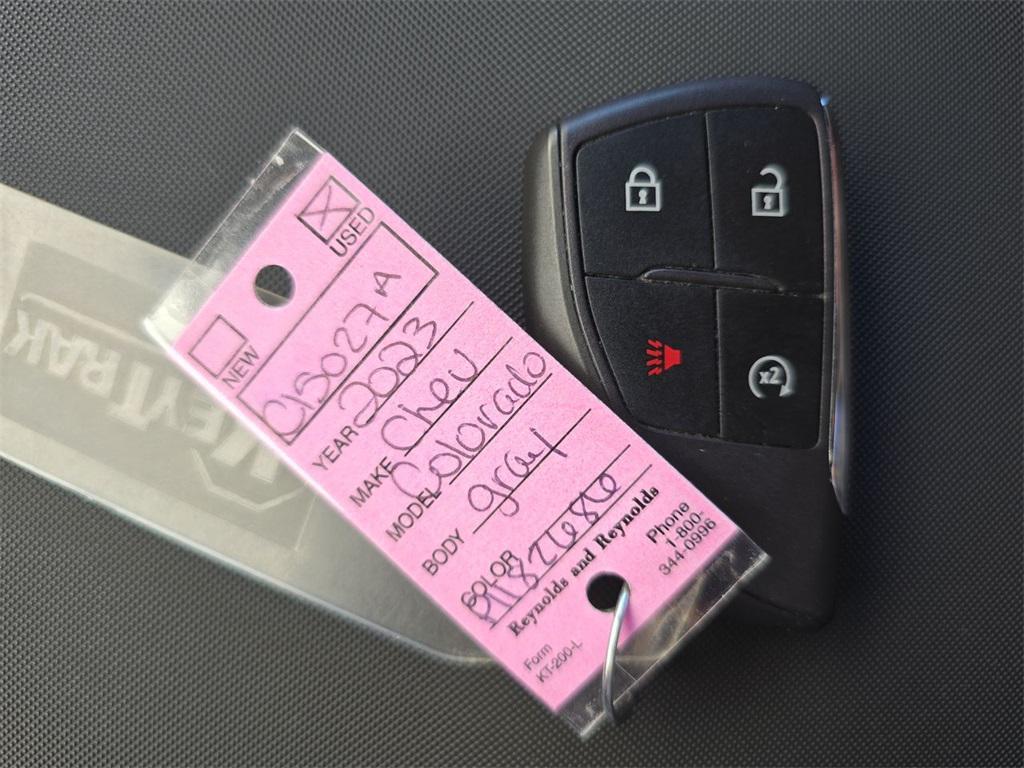 USED
NEW
C15027A
YEAR 2023
MAKE Chev
MODEL Colorado
BODY gray
COLOR
Reynolds and Reynolds
Form
KT-200-L
Phone
1-800-
344-0996
x2
KEYTRAK